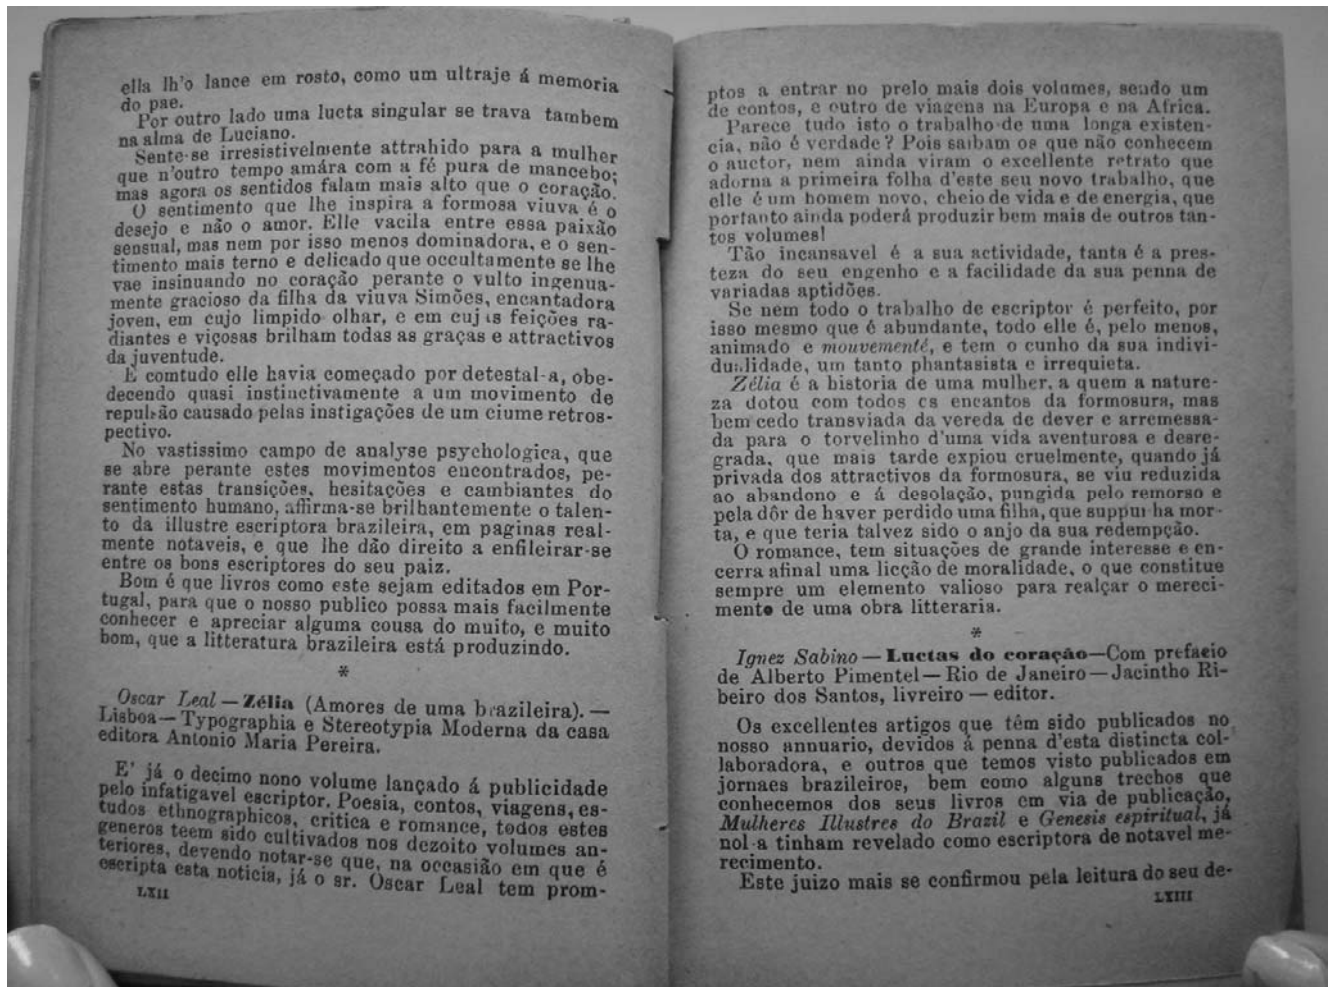 ella lh'o lance em rosto, como um ultraje á memoria
do pae.
Por outro lado uma lucta singular se trava tambem
na alma de Luciano.
Sente-se irresistivelmente attrahido para a mulher
que n'outro tempo amára com a fé pura de mancebo;
mas agora os sentidos falam mais alto que o coração.
O sentimento que lhe inspira a formosa viuva é o
desejo e não o amor. Elle vacila entre essa paixão
sensual, mas nem por isso menos dominadora, e o sen-
timento mais terno e delicado que occultamente se lhe
vae insinuando no coração perante o vulto ingenua-
mente gracioso da filha da viuva Simões, encantadora
joven, em cujo limpido olhar, e em cujas feições ra-
diantes e viçosas brilham todas as graças e attractivos
da juventude.
E comtudo elle havia começado por detestal-a, obe-
decendo quasi instinctivamente a um movimento de
repulsão causado pelas instigações de um ciume retros-
pectivo.
No vastissimo campo de analyse psychologica, que
se abre perante estes movimentos encontrados, pe-
rante estas transições, hesitações e cambiantes do
sentimento humano, affirma-se brilhantemente o talen-
to da illustre escriptora brazileira, em paginas real-
mente notaveis, e que lhe dão direito a enfileirar-se
entre os bons escriptores do seu paiz.
Bom é que livros como este sejam editados em Por-
tugal, para que o nosso publico possa mais facilmente
conhecer e apreciar alguma cousa do muito, e muito
bom, que a litteratura brazileira está produzindo.
*
Oscar Leal — Zélia (Amores de uma brazileira). —
Lisboa — Typographia e Stereotypia Moderna da casa
editora Antonio Maria Pereira.
E' já o decimo nono volume lançado á publicidade
pelo infatigavel escriptor. Poesia, contos, viagens, es-
tudos ethnographicos, critica e romance, todos estes
generos teem sido cultivados nos dezoito volumes an-
teriores, devendo notar-se que, na occasião em que é
escripta esta noticia, já o sr. Oscar Leal tem prom-
LXII
ptos a entrar no prelo mais dois volumes, sendo um
de contos, e outro de viagens na Europa e na Africa.
Parece tudo isto o trabalho de uma longa existen-
cia, não é verdade? Pois saibam os que não conhecem
o auctor, nem ainda viram o excellente retrato que
adorna a primeira folha d'este seu novo trabalho, que
elle é um homem novo, cheio de vida e de energia, que
portanto ainda poderá produzir bem mais de outros tan-
tos volumes!
Tão incansavel é a sua actividade, tanta é a pres-
teza do seu engenho e a facilidade da sua penna de
variadas aptidões.
Se nem todo o trabalho de escriptor é perfeito, por
isso mesmo que é abundante, todo elle é, pelo menos,
animado e mouvementé, e tem o cunho da sua indivi-
dualidade, um tanto phantasista e irrequieta.
Zélia é a historia de uma mulher, a quem a nature-
za dotou com todos os encantos da formosura, mas
bem cedo transviada da vereda de dever e arremessa-
da para o torvelinho d'uma vida aventurosa e desre-
grada, que mais tarde expiou cruelmente, quando já
privada dos attractivos da formosura, se viu reduzida
ao abandono e á desolação, pungida pelo remorso e
pela dôr de haver perdido uma filha, que suppunha mor-
ta, e que teria talvez sido o anjo da sua redempção.
O romance, tem situações de grande interesse e en-
cerra afinal uma licção de moralidade, o que constitue
sempre um elemento valioso para realçar o mereci-
mento de uma obra litteraria.
*
Ignez Sabino — Luctas do coração—Com prefacio
de Alberto Pimentel — Rio de Janeiro — Jacintho Ri-
beiro dos Santos, livreiro — editor.
Os excellentes artigos que têm sido publicados no
nosso annuario, devidos á penna d'esta distincta col-
laboradora, e outros que temos visto publicados em
jornaes brazileiros, bem como alguns trechos que
conhecemos dos seus livros em via de publicação,
Mulheres Illustres do Brazil e Genesis espiritual, já
nol-a tinham revelado como escriptora de notavel me-
recimento.
Este juizo mais se confirmou pela leitura do seu de-
LXIII